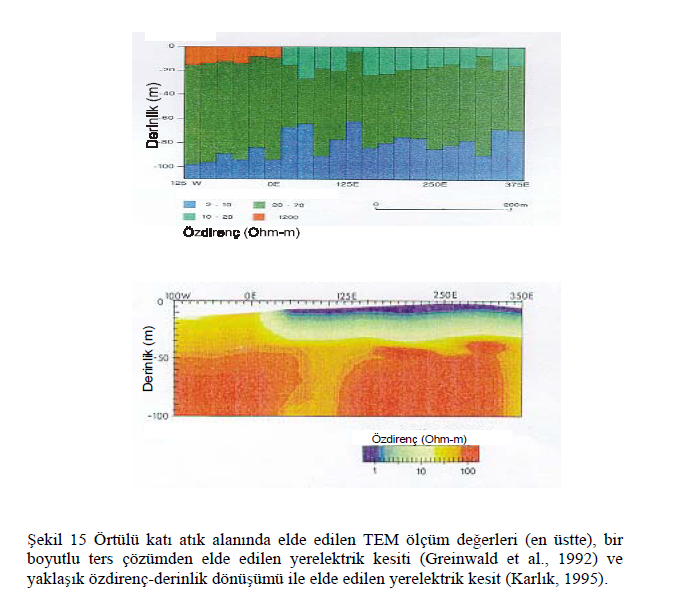 0
-20
-40
-60
-80
-100
Derinlik (m)
125 W 0E 125E 250E 375E
2 - 10 20 - 70
10 - 20 1200
0 200m
Özdirenç (Ohm-m)
100W 0E 125E 250E 350E
0
-50
-100
Derinlik (m)
Özdirenç (Ohm-m)
1 10 100
Şekil 15 Örtülü katı atık alanında elde edilen TEM ölçüm değerleri (en üstte), bir
boyutlu ters çözümden elde edilen yerelektrik kesiti (Greinwald et al., 1992) ve
yaklaşık özdirenç-derinlik dönüşümü ile elde edilen yerelektrik kesit (Karlık, 1995).